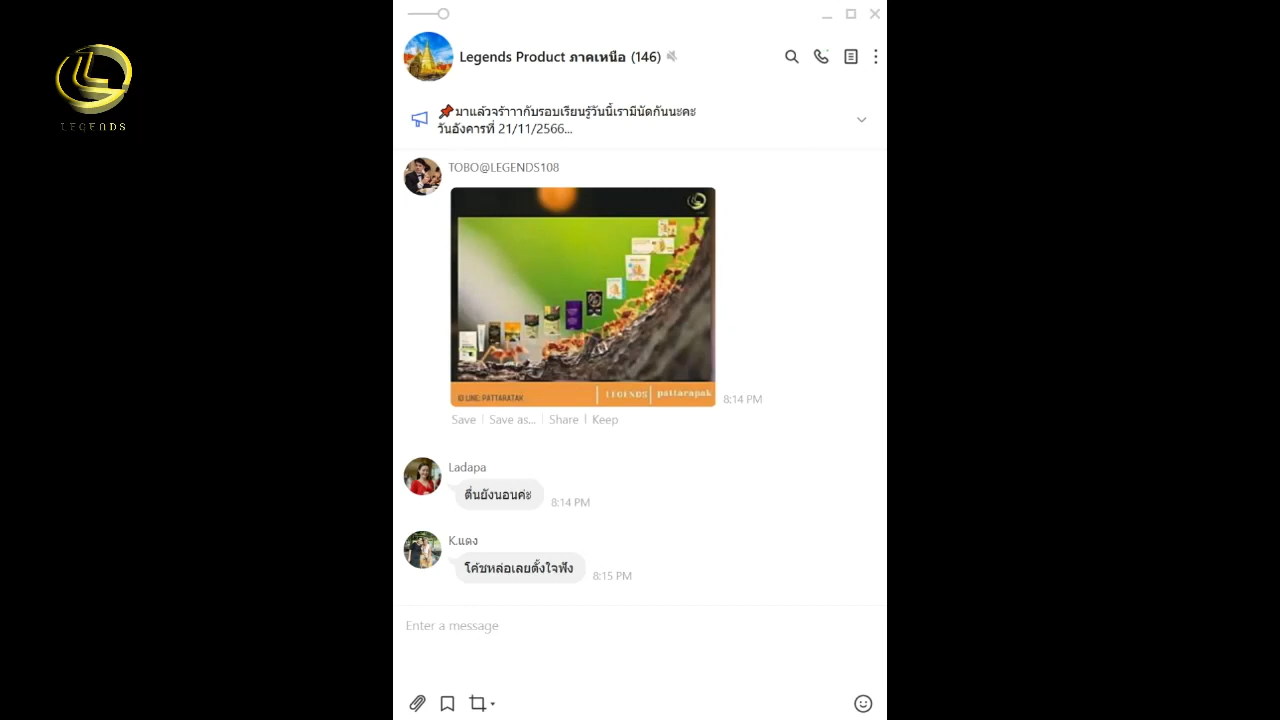 LEGENDS
Legends Product ภาคเหนือ (146)
📌มาแล้วจร้าาากับรอบเรียนรู้วันนี้เรามีนัดกันนะคะ
วันอังคารที่ 21/11/2566...
TOBO@LEGENDS108
LINE: PATTARATAK
LEGENDS
pattarapak
8:14 PM
Save
Save as...
Share
Keep
Ladapa
ตื่นยังนอนค่ะ
8:14 PM
K.แดง
โค้ชหล่อเลยตั้งใจฟัง
8:15 PM
Enter a message